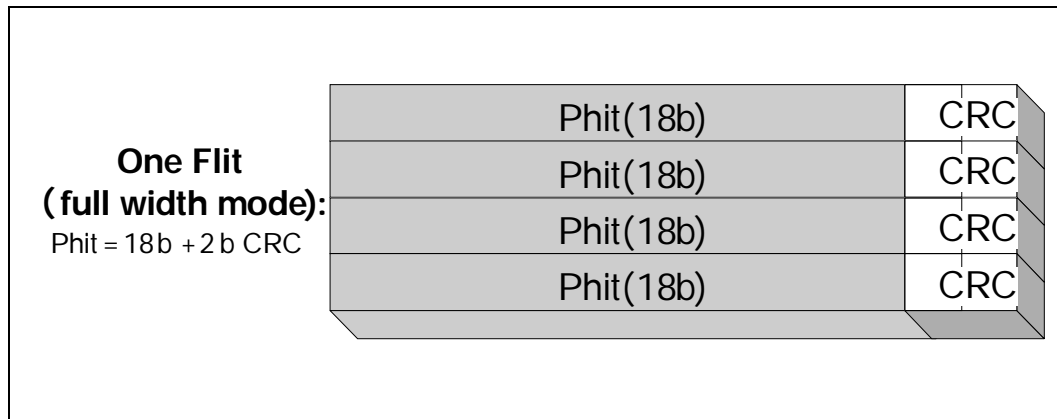 One Flit
(full width mode):
Phit = 18b + 2b CRC
Phit(18b) CRC
Phit(18b) CRC
Phit(18b) CRC
Phit(18b) CRC